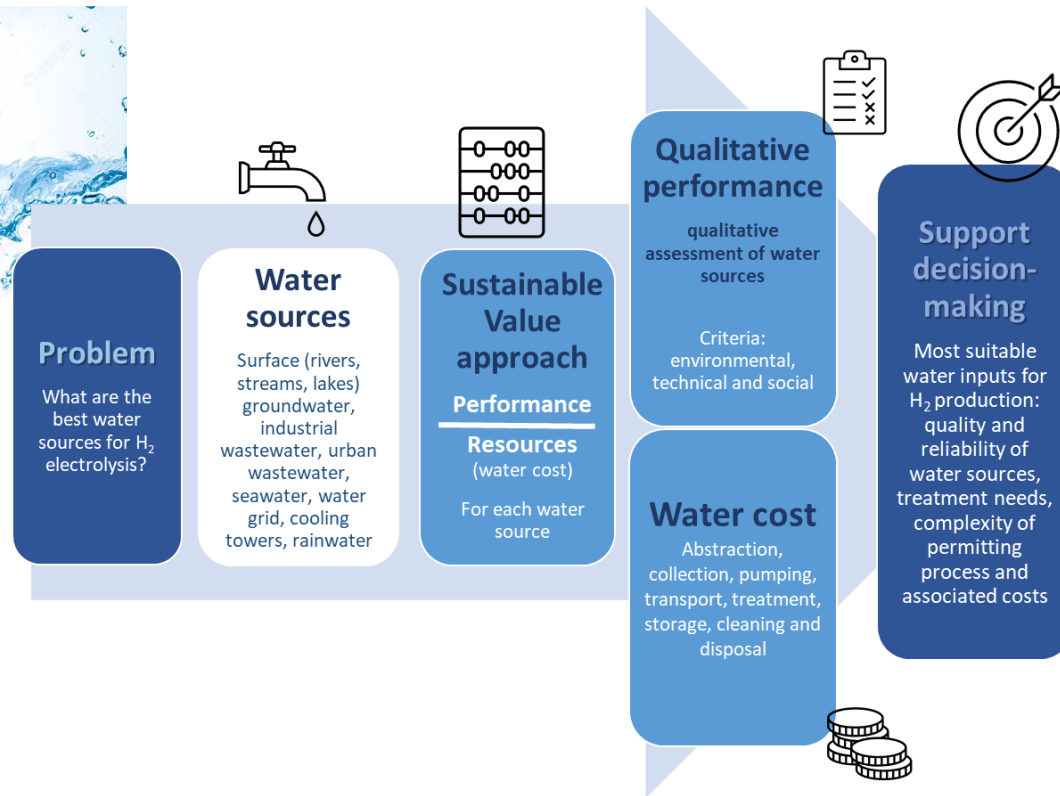 Problem
What are the
best water
sources for H₂
electrolysis?
Water
sources
Surface (rivers,
streams, lakes)
groundwater,
industrial
wastewater, urban
wastewater,
seawater, water
grid, cooling
towers, rainwater
Sustainable
Value
approach
Performance
Resources
(water cost)
For each water
source
Qualitative
performance
qualitative
assessment of water
sources
Criteria:
environmental,
technical and social
Water cost
Abstraction,
collection, pumping,
transport, treatment,
storage, cleaning and
disposal
Support
decision-
making
Most suitable
water inputs for
H₂ production:
quality and
reliability of
water sources,
treatment needs,
complexity of
permitting
process and
associated costs